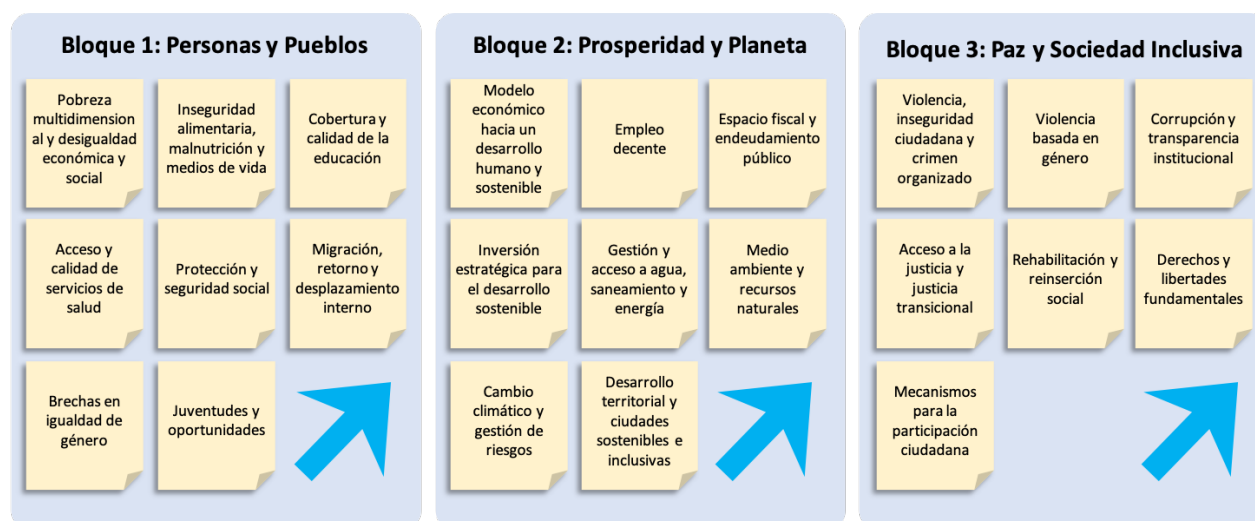 Bloque 1: Personas y Pueblos
Pobreza
multidimension
al y desigualdad
económica y
social
Inseguridad
alimentaria,
malnutrición y
medios de vida
Cobertura y
calidad de la
educación
Acceso y
calidad de
servicios de
salud
Protección y
seguridad social
Migración,
retorno y
desplazamiento
interno
Brechas en
igualdad de
género
Juventudes y
oportunidades
Bloque 2: Prosperidad y Planeta
Modelo
económico
hacia un
desarrollo
humano y
sostenible
Empleo
decente
Espacio fiscal y
endeudamiento
público
Inversión
estratégica para
el desarrollo
sostenible
Gestión y
acceso a agua,
saneamiento y
energía
Medio
ambiente y
recursos
naturales
Cambio
climático y
gestión de
riesgos
Desarrollo
territorial y
ciudades
sostenibles e
inclusivas
Bloque 3: Paz y Sociedad Inclusiva
Violencia,
inseguridad
ciudadana y
crimen
organizado
Violencia
basada en
género
Corrupción y
transparencia
institucional
Acceso a la
justicia y
justicia
transicional
Rehabilitación y
reinserción
social
Derechos y
libertades
fundamentales
Mecanismos
para la
participación
ciudadana